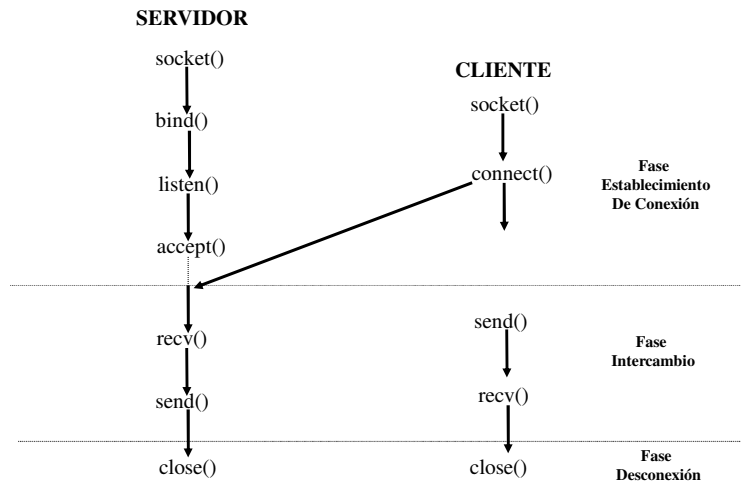 SERVIDOR
socket()
CLIENTE
socket()
bind()
connect()
listen()
Fase
Establecimiento
De Conexión
accept()
send()
recv()
Fase
Intercambio
recv()
send()
close()
close()
Fase
Desconexión